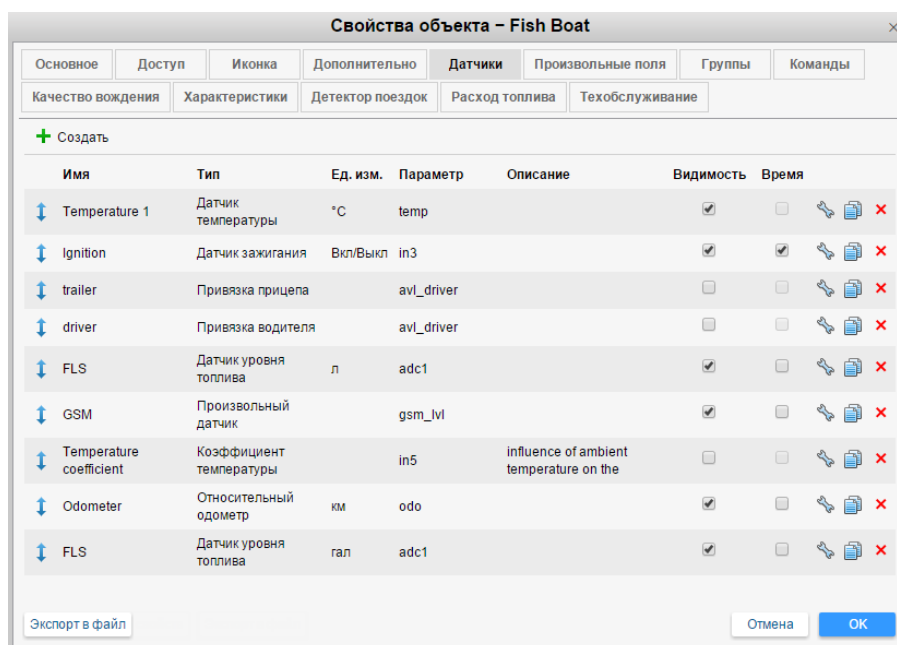 Свойства объекта – Fish Boat
Основное Доступ Иконка Дополнительно Датчики Произвольные поля Группы Команды
Качество вождения Характеристики Детектор поездок Расход топлива Техобслуживание
Создать
Имя Тип Ед. изм. Параметр Описание Видимость Время
Temperature 1 Датчик температуры °C temp
Ignition Датчик зажигания Вкл/Выкл in3
trailer Привязка прицепа avl_driver
driver Привязка водителя avl_driver
FLS Датчик уровня топлива л adc1
GSM Произвольный датчик gsm_lvl
Temperature coefficient Коэффициент температуры in5 influence of ambient temperature on the
Odometer Относительный одометр км odo
FLS Датчик уровня топлива гал adc1
Экспорт в файл Отмена OK